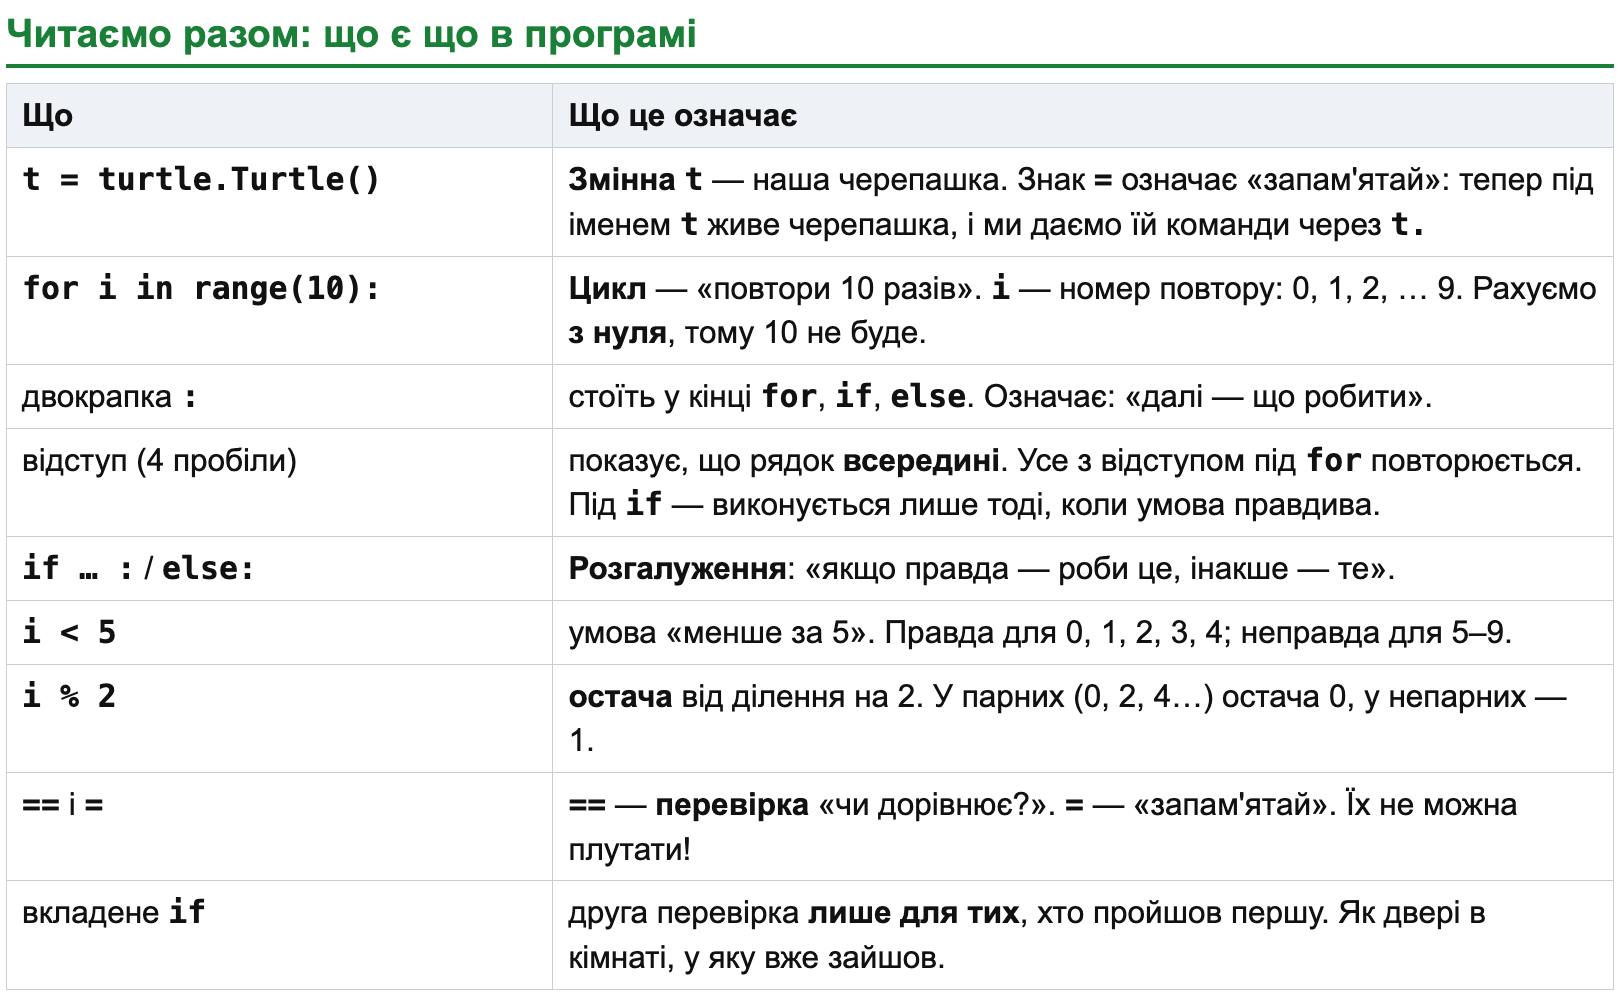 Читаємо разом: що є що в програмі
Що
Що це означає
t = turtle.Turtle()
Змінна t — наша черепашка. Знак = означає «запам'ятай»: тепер під
іменем t живе черепашка, і ми даємо їй команди через t.
for i in range(10):
Цикл — «повтори 10 разів». i — номер повтору: 0, 1, 2, … 9. Рахуємо
з нуля, тому 10 не буде.
двокрапка :
стоїть у кінці for, if, else. Означає: «далі — що робити».
відступ (4 пробіли)
показує, що рядок всередині. Усе з відступом під for повторюється.
Під if — виконується лише тоді, коли умова правдива.
if … : / else:
Розгалуження: «якщо правда — роби це, інакше — те».
i < 5
умова «менше за 5». Правда для 0, 1, 2, 3, 4; неправда для 5–9.
i % 2
остача від ділення на 2. У парних (0, 2, 4…) остача 0, у непарних —
1.
== і =
== — перевірка «чи дорівнює?». = — «запам'ятай». Їх не можна
плутати!
вкладене if
друга перевірка лише для тих, хто пройшов першу. Як двері в
кімнаті, у яку вже зайшов.